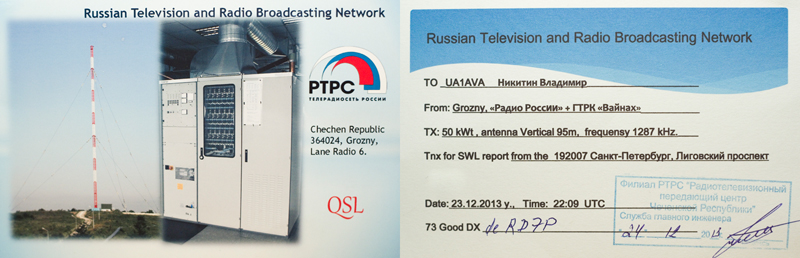 Russian Television and Radio Broadcasting Network
РТРС
ТЕЛЕРАДИОСЕТЬ РОССИИ
Chechen Republic
364024, Grozny,
Lane Radio 6.
QSL
Russian Television and Radio Broadcasting Network
TO UA1AVA Никитин Владимир
From: Grozny, «Радио России» + ГТРК «Вайнах»
TX: 50 kWt , antenna Vertical 95m, frequensy 1287 kHz.
Tnx for SWL report from the 192007 Санкт-Петербург, Лиговский проспект
Date: 23.12.2013 y., Time: 22:09 UTC
73 Good DX de RD7P
Филиал РТРС "Радиотелевизионный
передающий центр
Чеченской Республики"
Служба главного инженера
"24" 12 2013